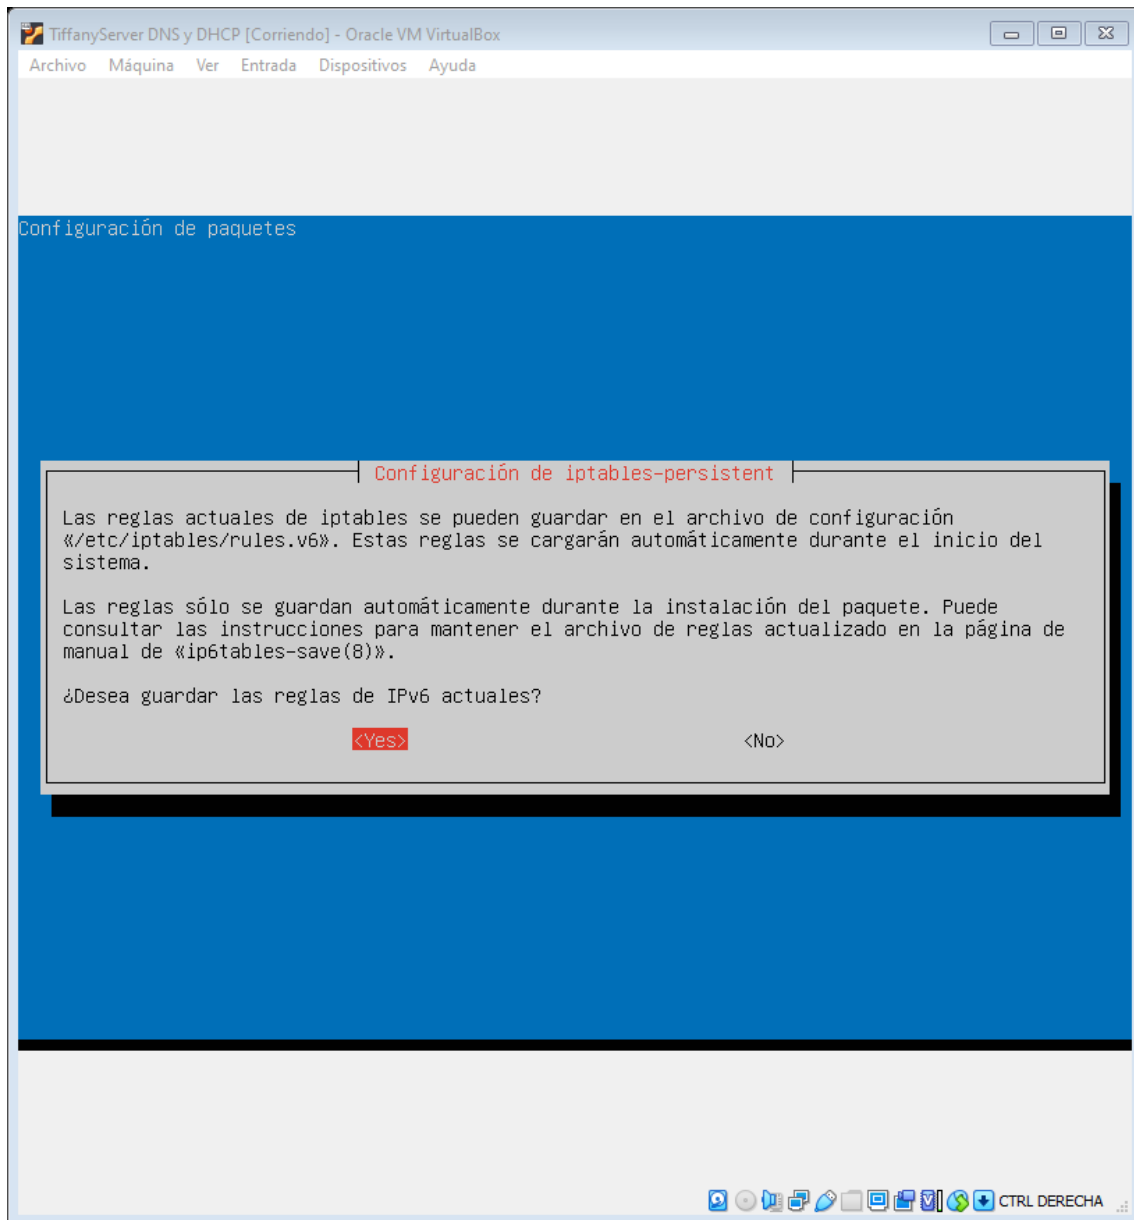 TiffanyServer DNS y DHCP [Corriendo] - Oracle VM VirtualBox
Archivo Máquina Ver Entrada Dispositivos Ayuda
Configuración de paquetes
Configuración de iptables-persistent
Las reglas actuales de iptables se pueden guardar en el archivo de configuración
«/etc/iptables/rules.v6». Estas reglas se cargarán automáticamente durante el inicio del
sistema.
Las reglas sólo se guardan automáticamente durante la instalación del paquete. Puede
consultar las instrucciones para mantener el archivo de reglas actualizado en la página de
manual de «ip6tables-save(8)».
¿Desea guardar las reglas de IPv6 actuales?
<Yes> <No>
CTRL DERECHA